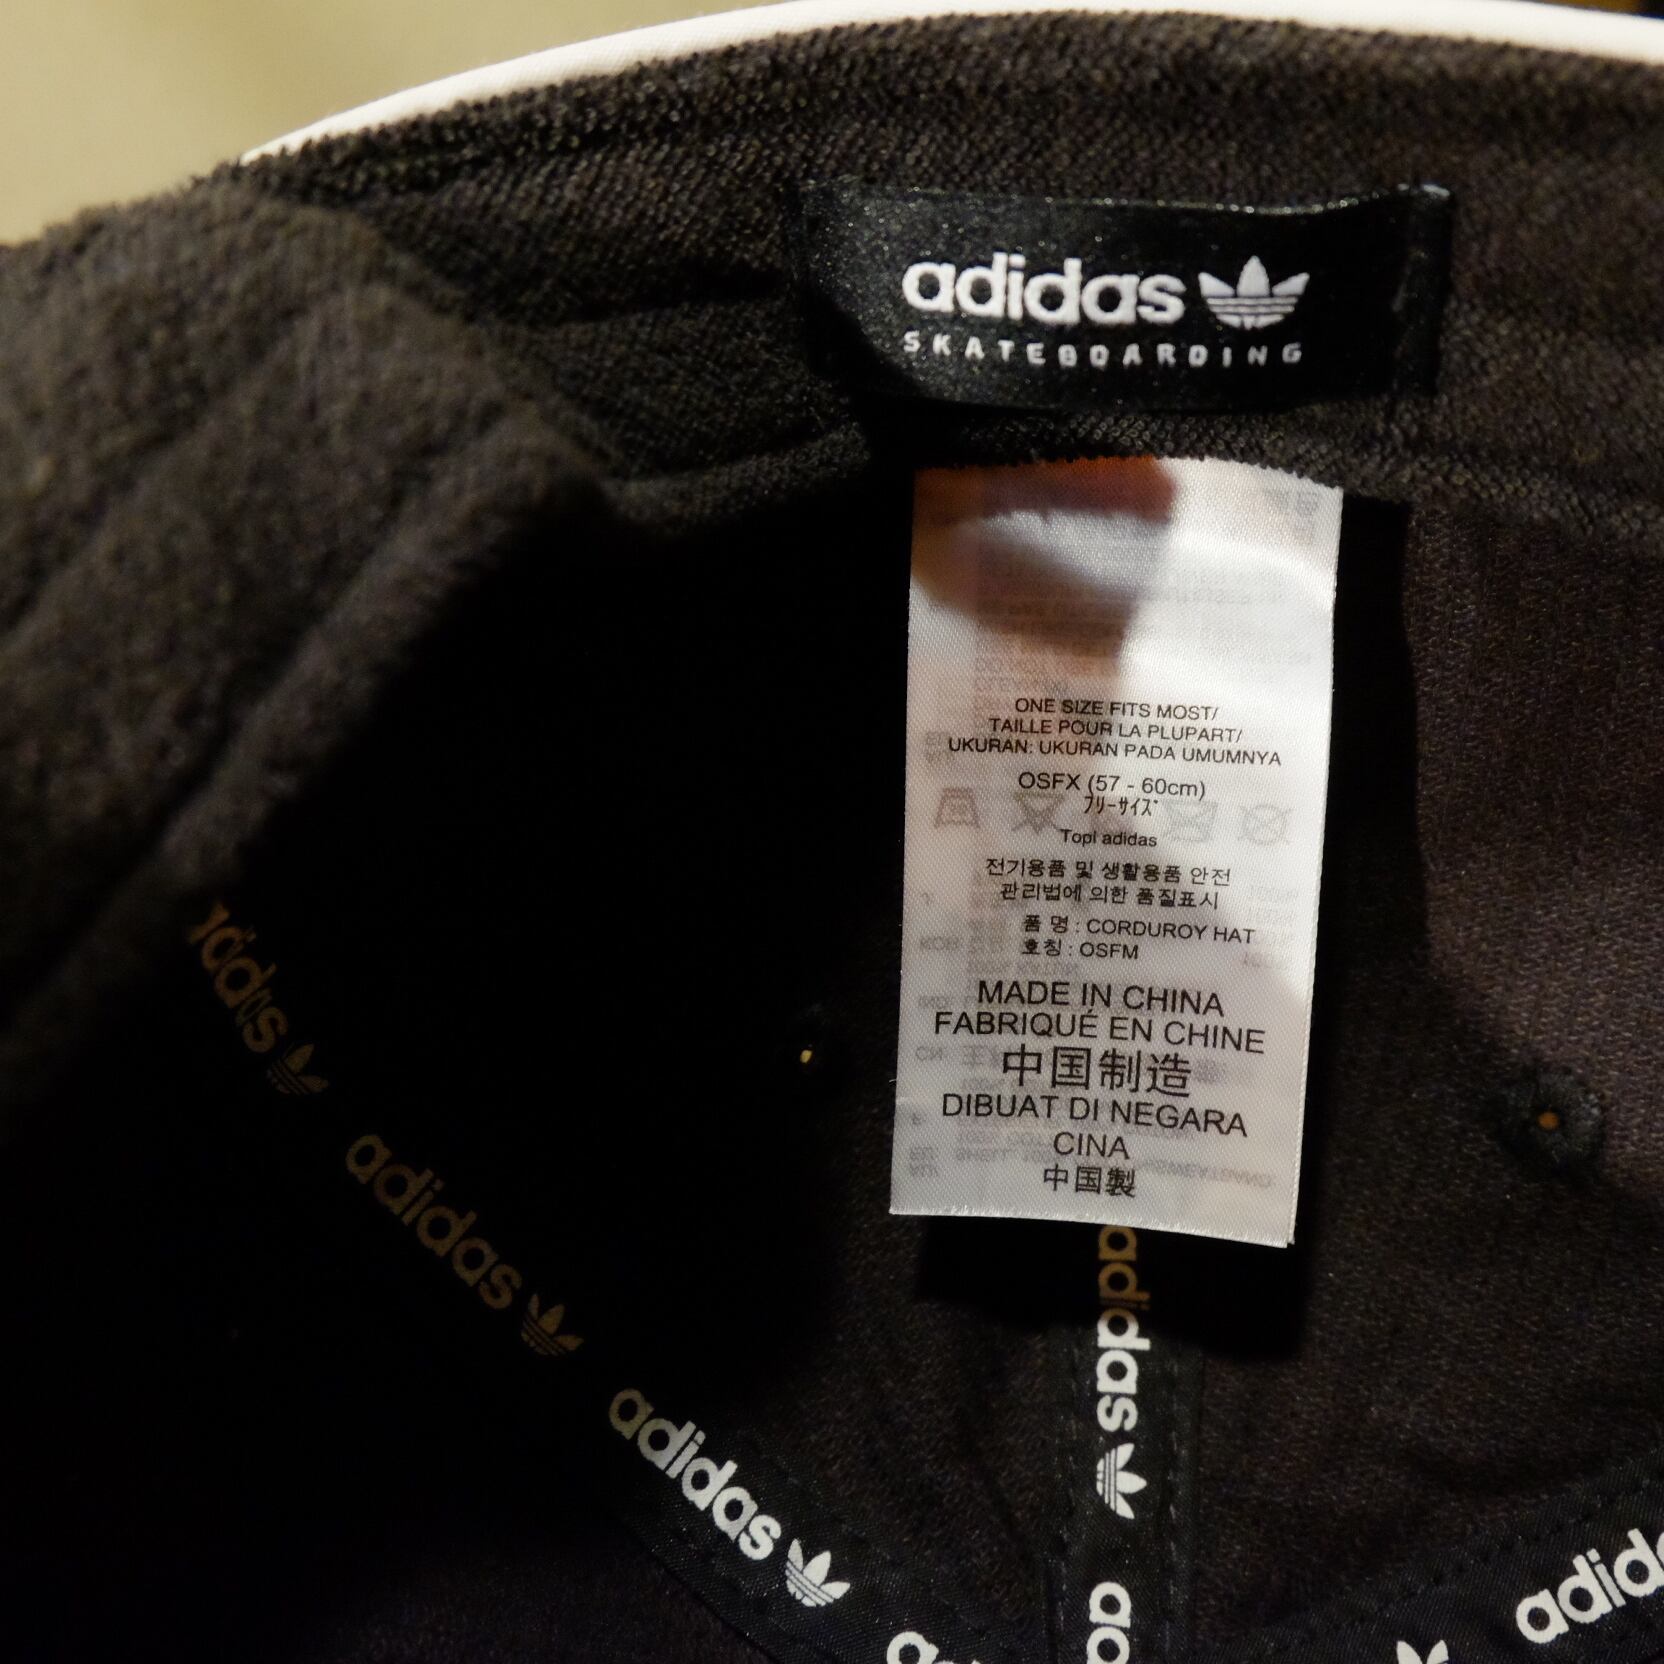 adidas
SKATEBOARDING
ONE SIZE FITS MOST/
TAILLE POUR LA PLUPART/
UKURAN: UKURAN PADA UMUMNYA
OSFX (57 - 60cm)
フリーサイズ
Topi adidas
전기용품 및 생활용품 안전
관리법에 의한 품질표시
품 명 : CORDUROY HAT
호칭 : OSFM
MADE IN CHINA
FABRIQUÉ EN CHINE
中国制造
DIBUAT DI NEGARA
CINA
中国製
adidas
adidas
adidas
adidas